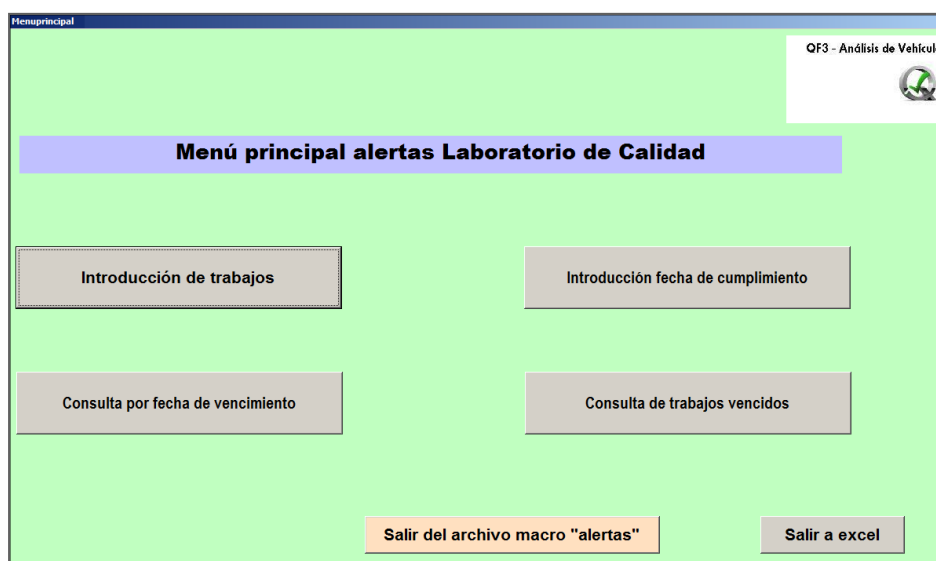 Menuprincipal
QF3 - Análisis de Vehícul
Menú principal alertas Laboratorio de Calidad
Introducción de trabajos
Introducción fecha de cumplimiento
Consulta por fecha de vencimiento
Consulta de trabajos vencidos
Salir del archivo macro "alertas"
Salir a excel